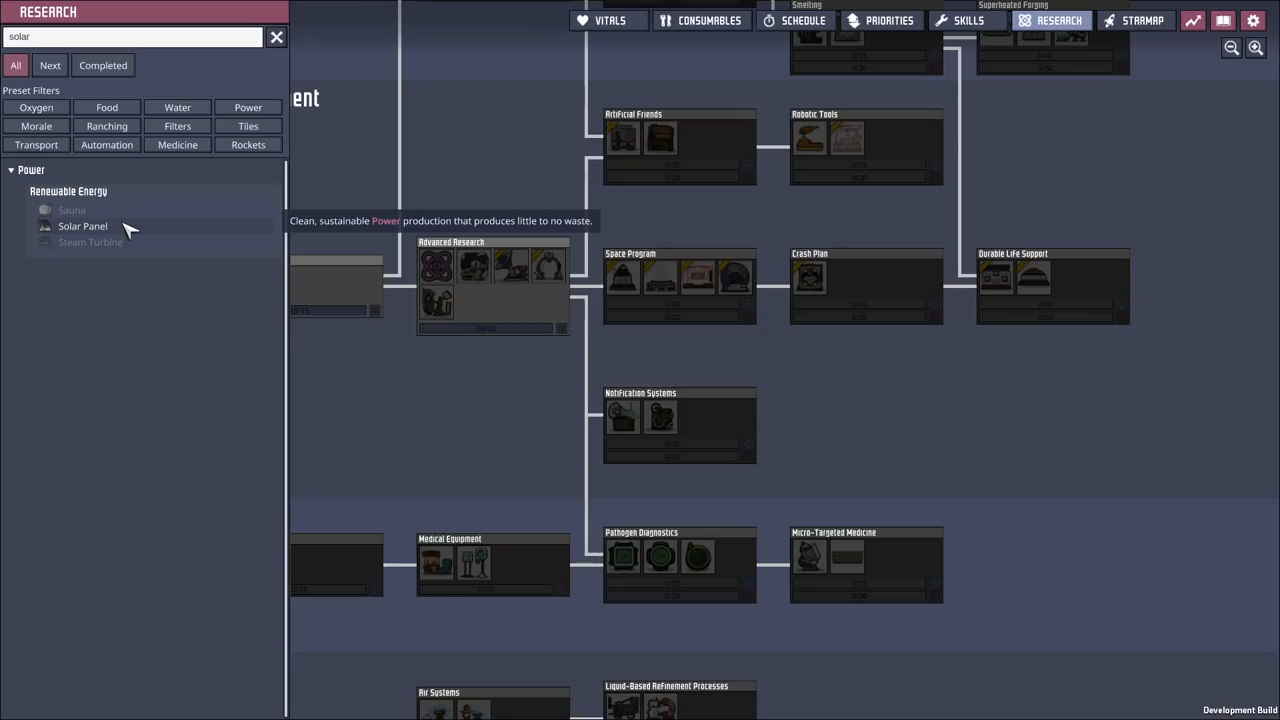 RESEARCH
solar
All
Next
Completed
Preset Filters
Oxygen
Food
Water
Power
Morale
Ranching
Filters
Tiles
Transport
Automation
Medicine
Rockets
Power
Renewable Energy
Sauna
Solar Panel
Steam Turbine
Clean, sustainable Power production that produces little to no waste.
VITALS
CONSUMABLES
SCHEDULE
PRIORITIES
SKILLS
RESEARCH
STARMAP
Smelting
Superheated Forging
ent
Artificial Friends
Robotic Tools
Advanced Research
20/20
Space Program
Crash Plan
Durable Life Support
Notification Systems
Medical Equipment
0/20
Pathogen Diagnostics
Micro-Targeted Medicine
Air Systems
Liquid-Based Refinement Processes
Development Build